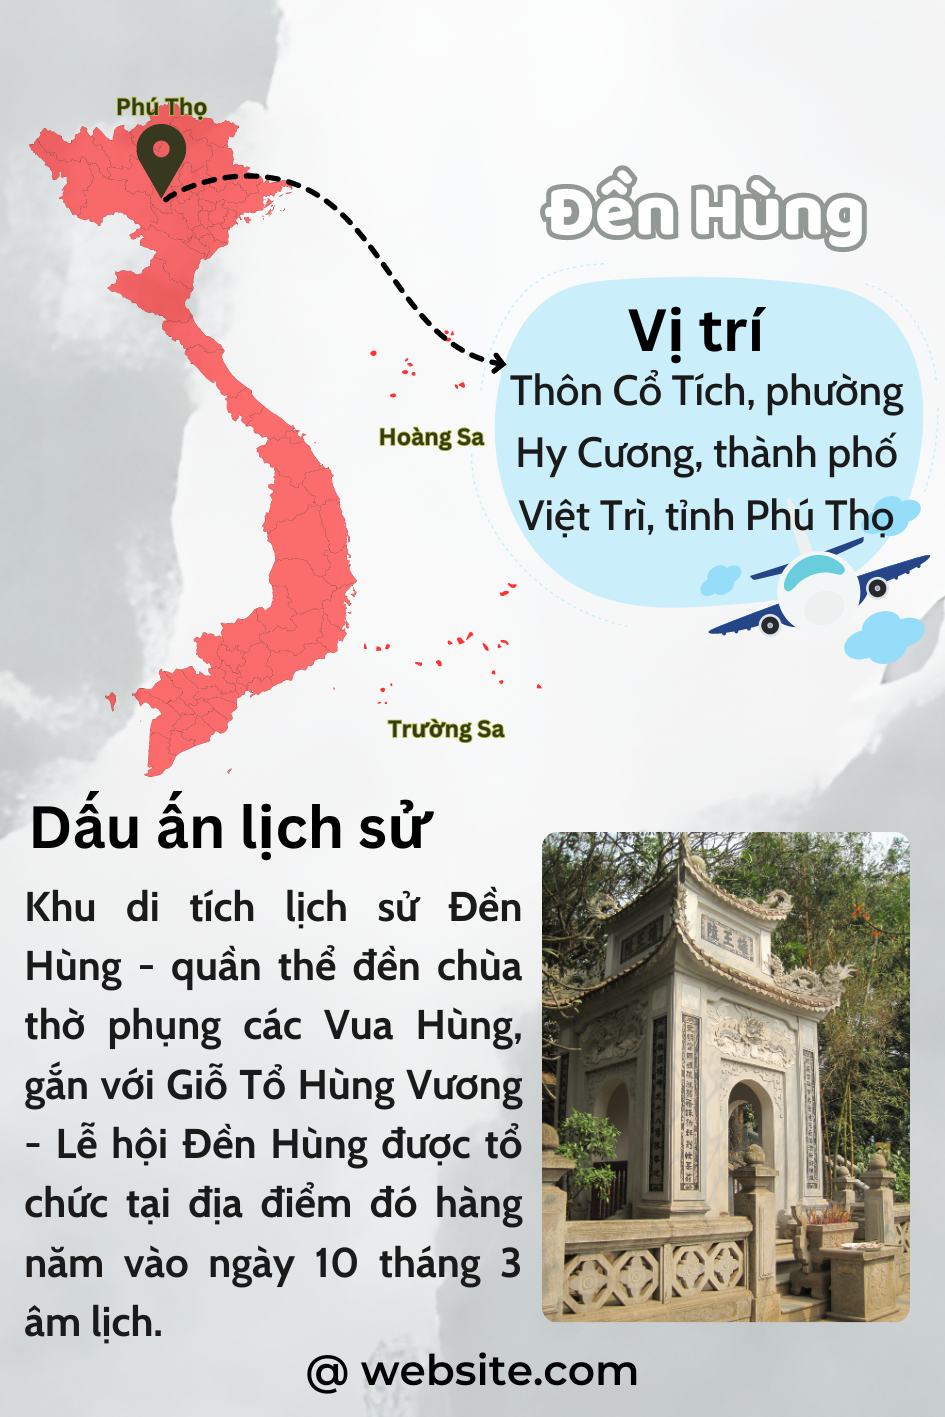 Phú Thọ
Đền Hùng
Vị trí
Thôn Cổ Tích, phường
Hy Cương, thành phố
Việt Trì, tỉnh Phú Thọ
Hoàng Sa
Trường Sa
Dấu ấn lịch sử
Khu di tích lịch sử Đền
Hùng - quần thể đền chùa
thờ phụng các Vua Hùng,
gắn với Giỗ Tổ Hùng Vương
- Lễ hội Đền Hùng được tổ
chức tại địa điểm đó hàng
năm vào ngày 10 tháng 3
âm lịch.
陵王雄
@ website.com